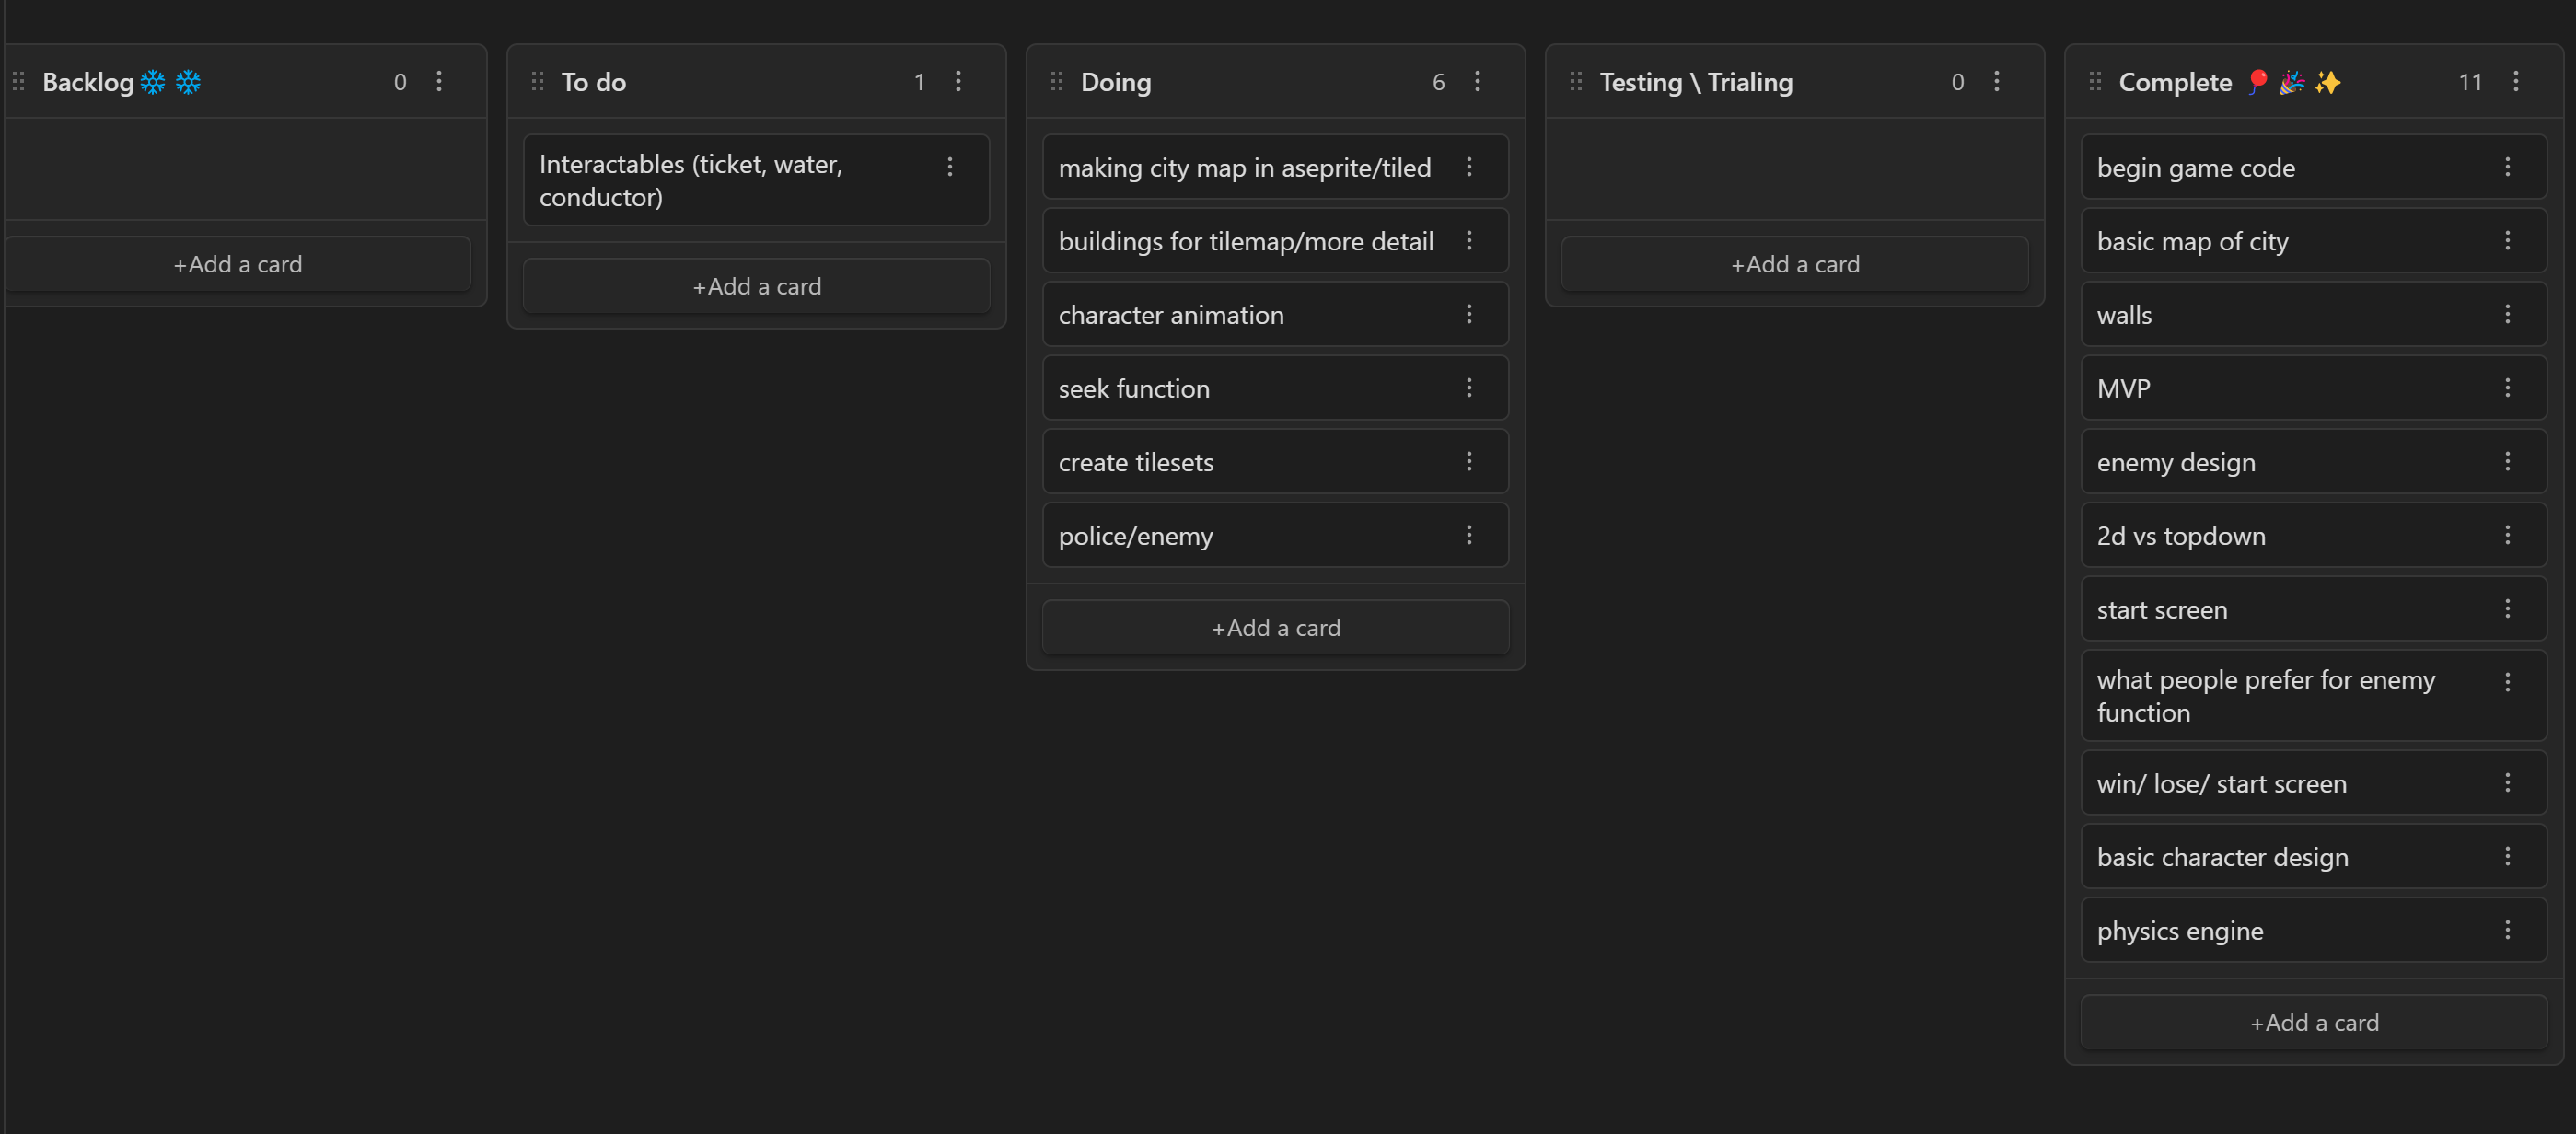 Backlog❄️ ❄️ 0
+Add a card
To do 1
Interactables (ticket, water,
conductor)
+Add a card
Doing 6
making city map in aseprite/tiled
buildings for tilemap/more detail
character animation
seek function
create tilesets
police/enemy
+Add a card
Testing \ Trialing 0
+Add a card
Complete 🎈 🎉 ✨ 11
begin game code
basic map of city
walls
MVP
enemy design
2d vs topdown
start screen
what people prefer for enemy
function
win/ lose/ start screen
basic character design
physics engine
+Add a card